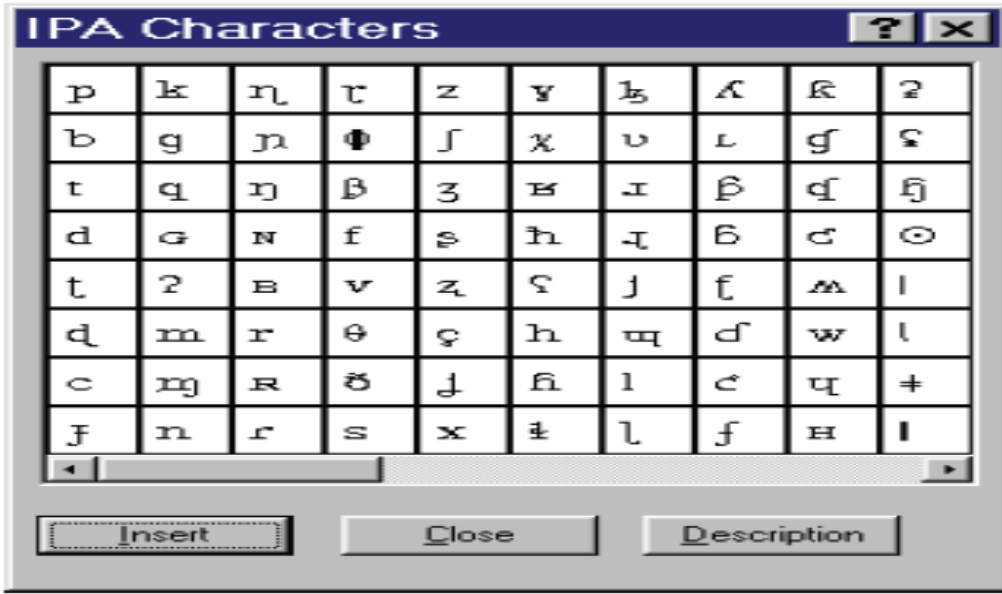 IPA Characters ? ×
p k ɳ ɽ z ɣ ɮ ʎ ƙ ʡ
b g ɲ ɸ ʃ χ ʋ ʟ ɠ ʢ
t q ŋ β ʒ ʁ ɹ ƥ ʠ ɧ
d ɢ ɴ f ʂ ħ ɻ ɓ ʛ ʘ
ʈ ʔ ʙ v ʐ ʕ j ƭ ʍ ǀ
ɖ m r θ ç h ɰ ɗ w
c ɱ ʀ ð ʝ ɦ l ƈ ɥ ǂ
ɟ n ɾ s x ɬ ɭ ʄ ʜ ǁ
Insert Close Description